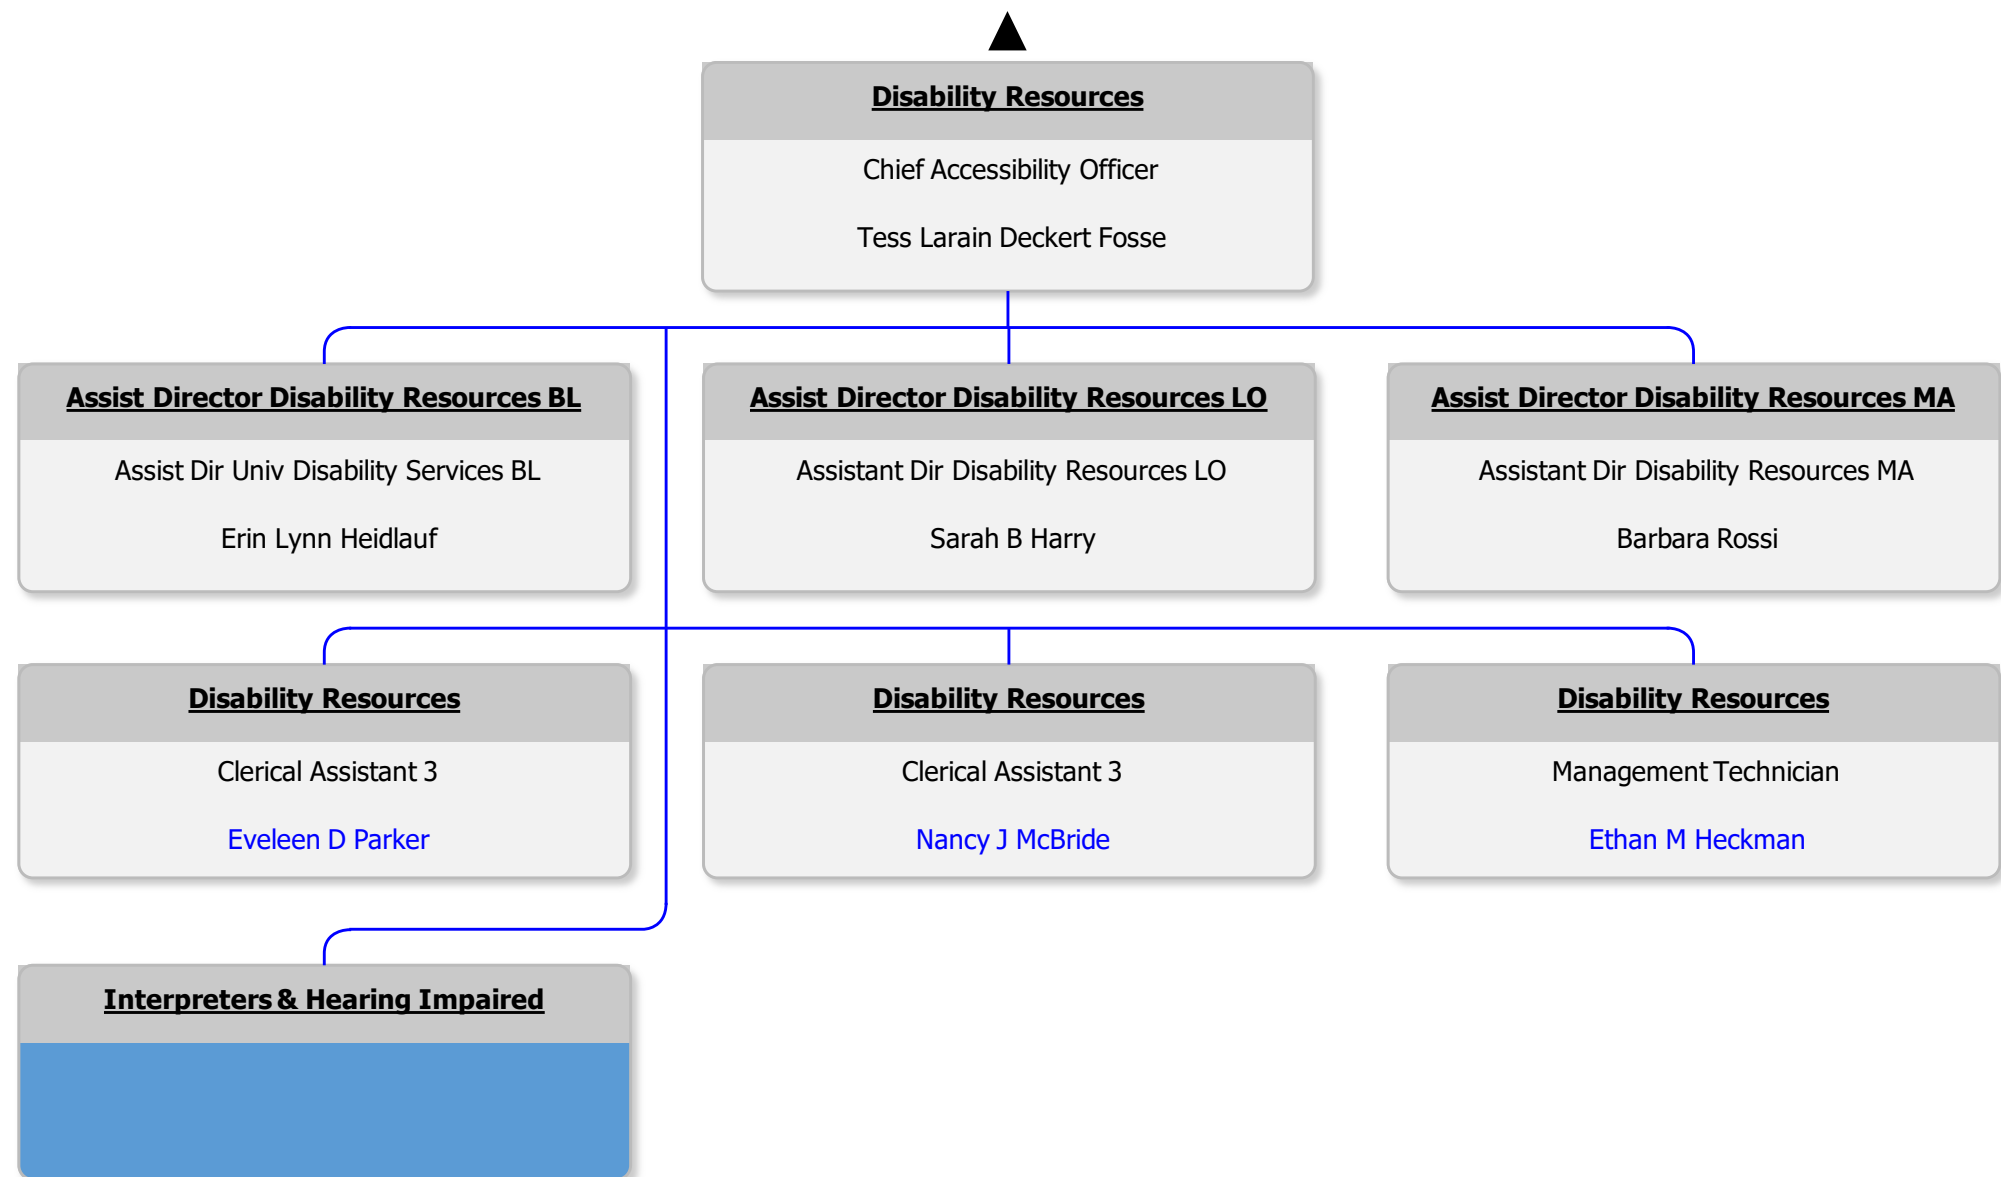 Disability Resources
Chief Accessibility Officer
Tess Larain Deckert Fosse
Assist Director Disability Resources BL
Assist Dir Univ Disability Services BL
Erin Lynn Heidlauf
Assist Director Disability Resources LO
Assistant Dir Disability Resources LO
Sarah B Harry
Assist Director Disability Resources MA
Assistant Dir Disability Resources MA
Barbara Rossi
Disability Resources
Clerical Assistant 3
Eveleen D Parker
Disability Resources
Clerical Assistant 3
Nancy J McBride
Disability Resources
Management Technician
Ethan M Heckman
Interpreters & Hearing Impaired